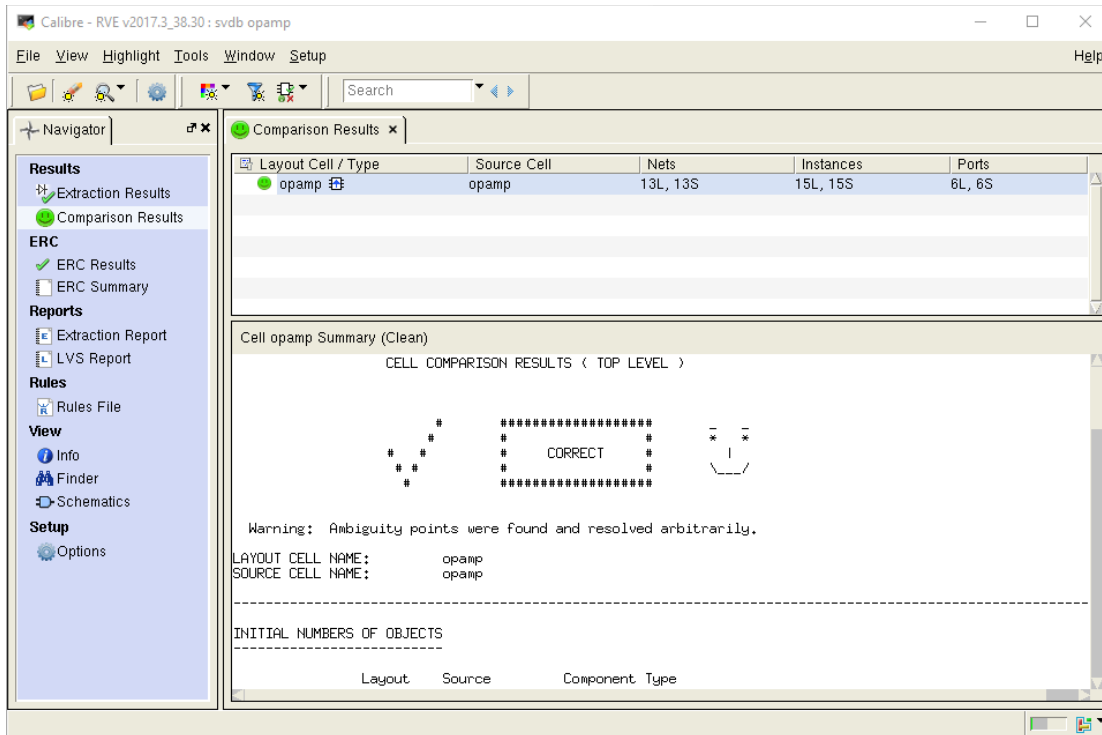 Calibre - RVE v2017.3_38.30 : svdb opamp
File View Highlight Tools Window Setup Help
Search
Navigator
Results
Extraction Results
Comparison Results
ERC
ERC Results
ERC Summary
Reports
Extraction Report
LVS Report
Rules
Rules File
View
Info
Finder
Schematics
Setup
Options
Comparison Results
Layout Cell / Type Source Cell Nets Instances Ports
opamp opamp 13L, 13S 15L, 15S 6L, 6S
Cell opamp Summary (Clean)
CELL COMPARISON RESULTS ( TOP LEVEL )
# ################### _ _
# # # * *
# # # CORRECT # |
# # # # \___/
# ###################
Warning: Ambiguity points were found and resolved arbitrarily.
LAYOUT CELL NAME: opamp
SOURCE CELL NAME: opamp
INITIAL NUMBERS OF OBJECTS
Layout Source Component Type